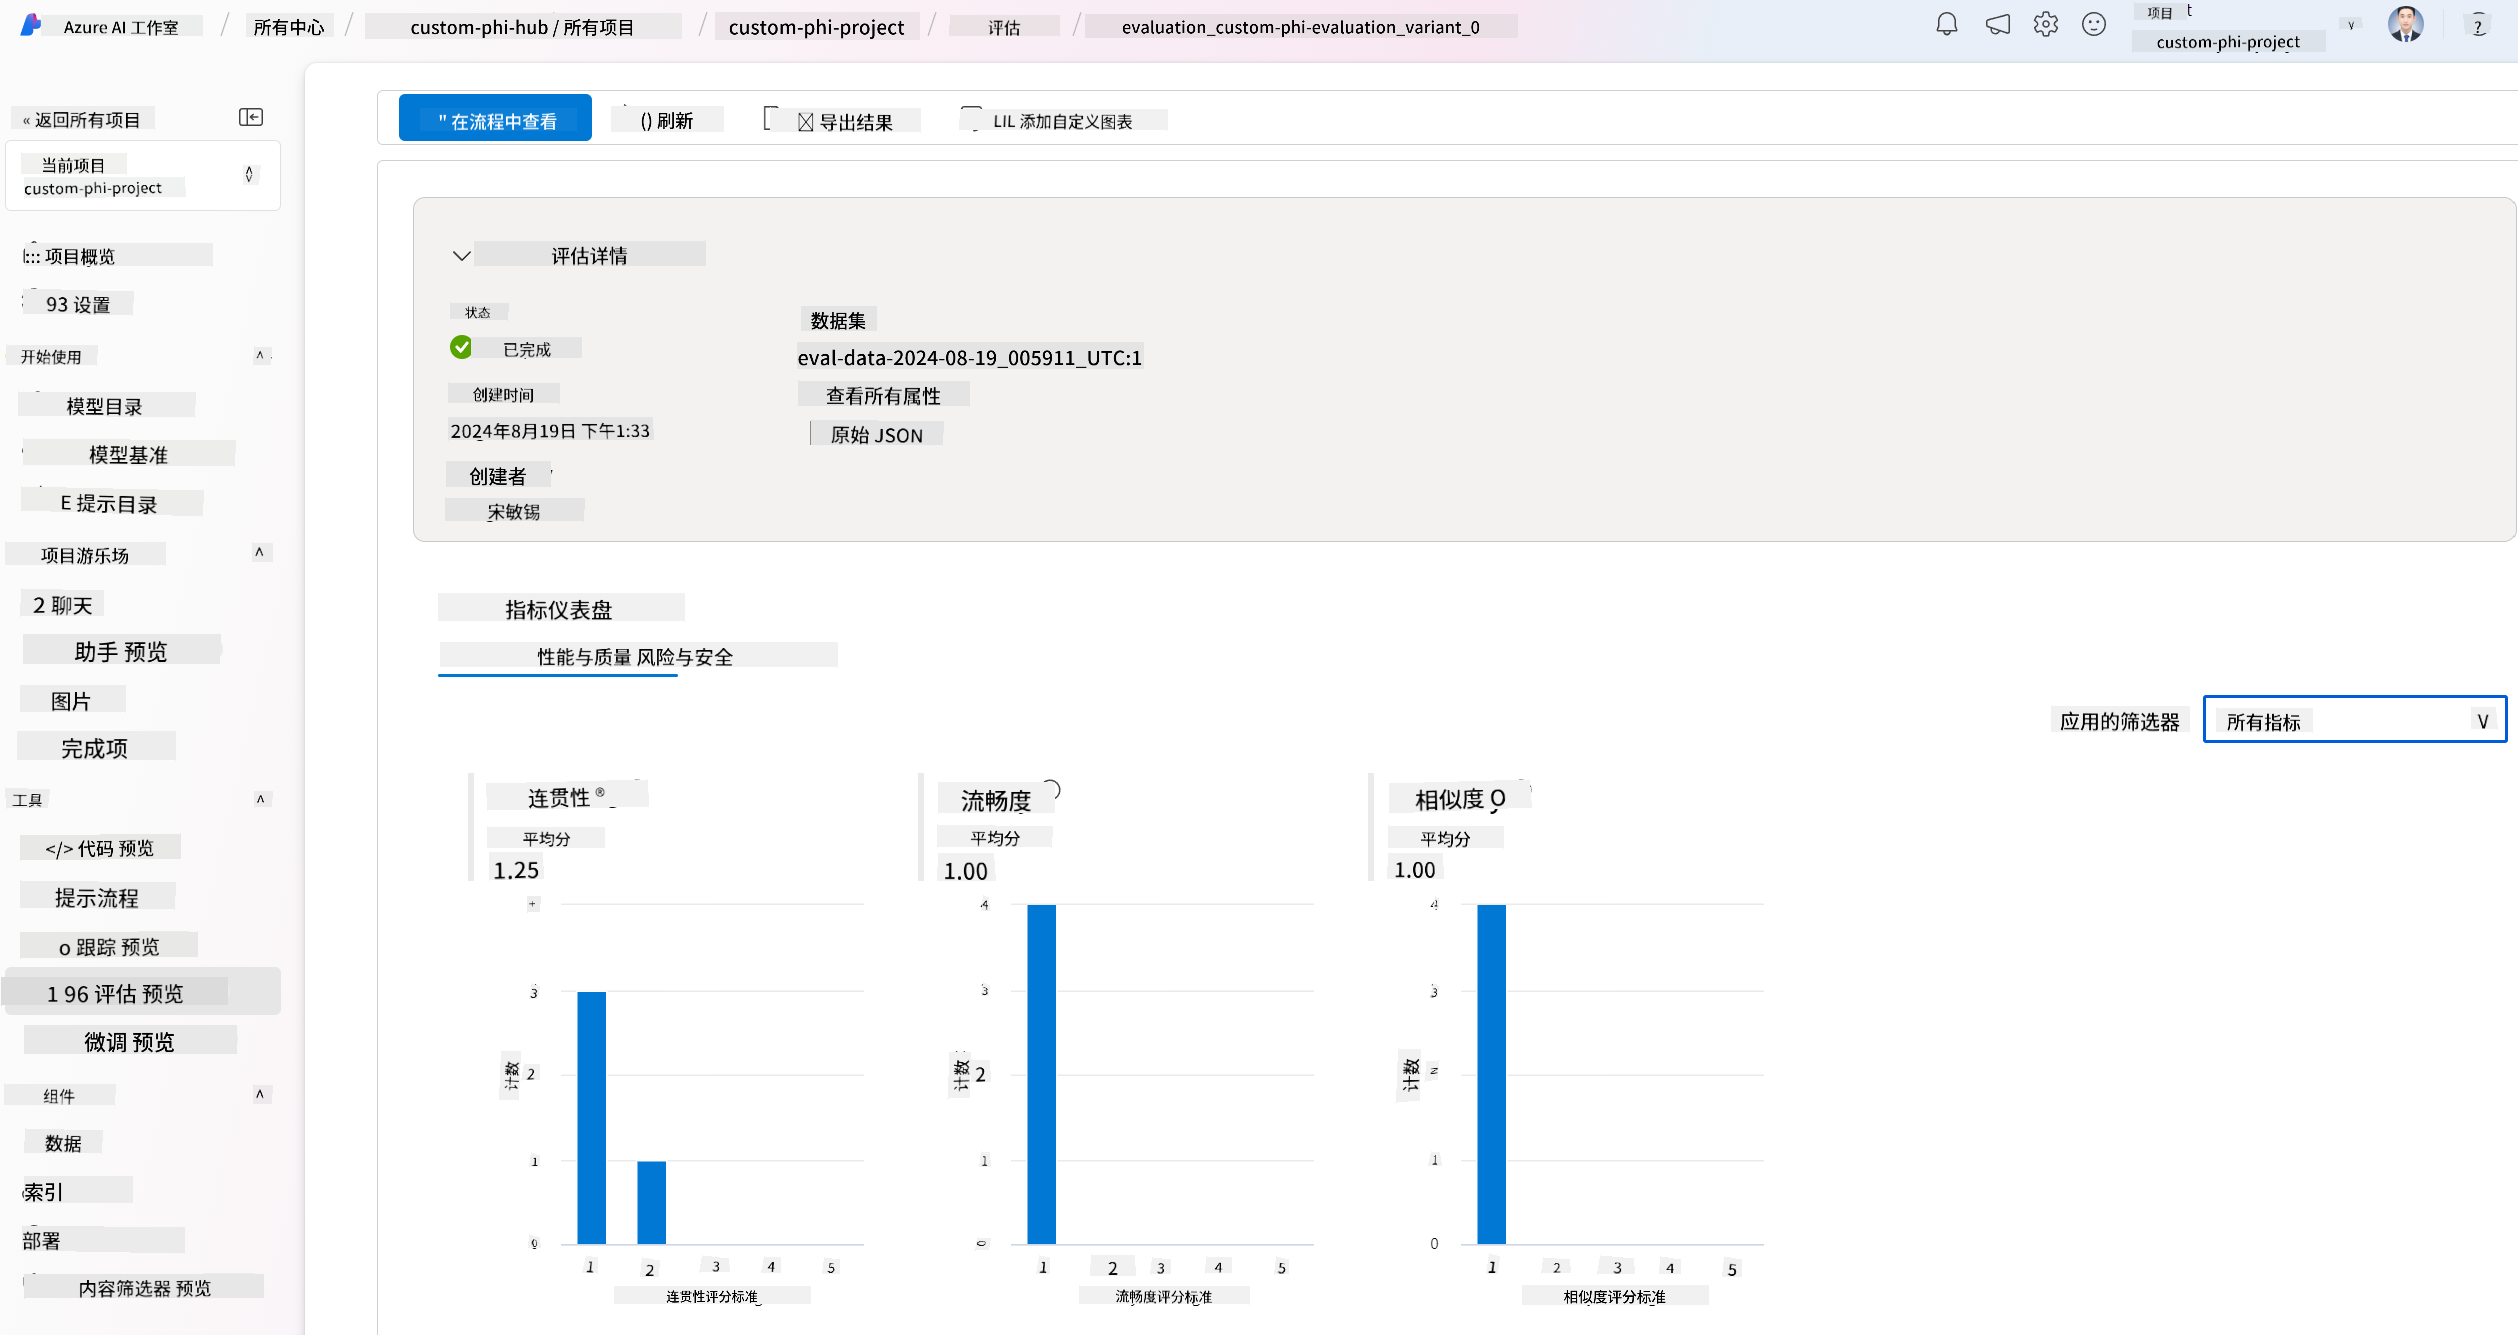 Azure AI 工作室 / 所有中心 / custom-phi-hub / 所有项目 / custom-phi-project / 评估 / evaluation_custom-phi-evaluation_variant_0
项目
custom-phi-project
?
« 返回所有项目
当前项目
custom-phi-project
项目概览
93 设置
开始使用
模型目录
模型基准
E 提示目录
项目游乐场
2 聊天
助手 预览
图片
完成项
工具
</> 代码 预览
提示流程
o 跟踪 预览
1 96 评估 预览
微调 预览
组件
数据
索引
部署
内容筛选器 预览
" 在流程中查看
() 刷新
导出结果
LIL 添加自定义图表
评估详情
状态
已完成
创建时间
2024年8月19日 下午1:33
创建者
宋敏锡
数据集
eval-data-2024-08-19_005911_UTC:1
查看所有属性
原始 JSON
指标仪表盘
性能与质量 风险与安全
应用的筛选器
所有指标 V
连贯性 ®
平均分
1.25
+
3
2
1
0
计数
1 2 3 4 5
连贯性评分标准
流畅度
平均分
1.00
4
3
2
1
0
计数
1 2 3 4 5
流畅度评分标准
相似度 O
平均分
1.00
4
3
2
1
0
计数
1 2 3 4 5
相似度评分标准